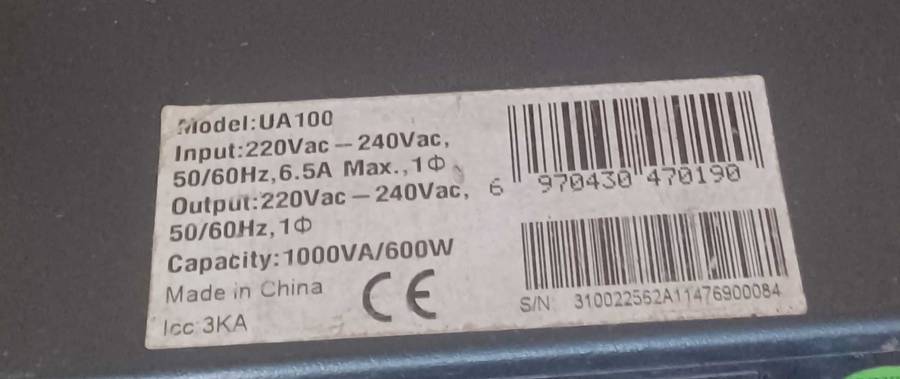 Model:UA100
Input:220Vac–240Vac,
50/60Hz,6.5A Max.,1Φ
Output:220Vac–240Vac,
50/60Hz,1Φ
Capacity:1000VA/600W
Made in China
CE
Icc:3KA
6 970430 470190
S/N 310022562A11476900084